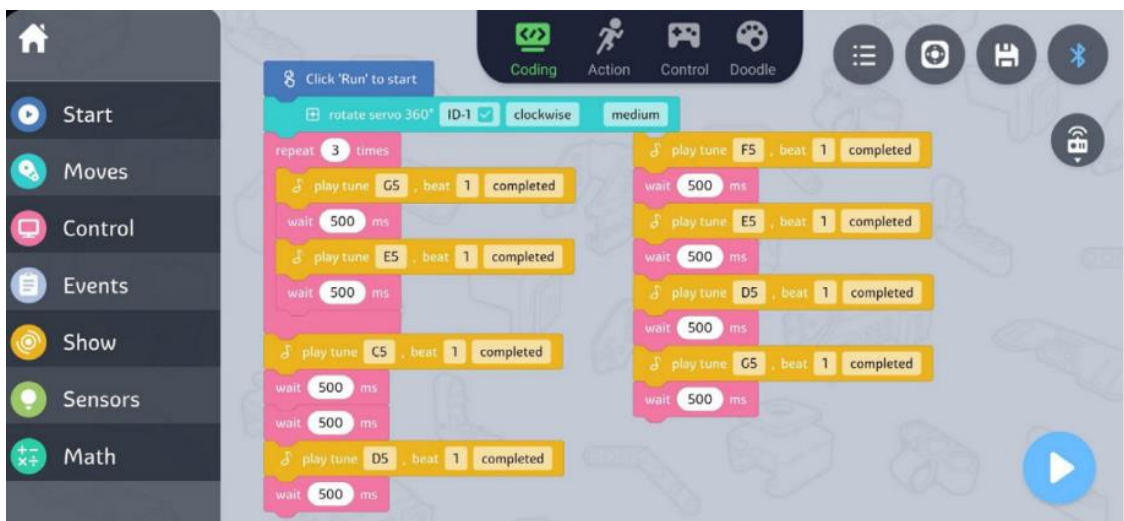 Coding Action Control Doodle
Start
Moves
Control
Events
Show
Sensors
Math
Click 'Run' to start
rotate servo 360° ID-1 clockwise medium
repeat 3 times
play tune G5 , beat 1 completed
wait 500 ms
play tune E5 , beat 1 completed
wait 500 ms
play tune C5 , beat 1 completed
wait 500 ms
wait 500 ms
play tune D5 , beat 1 completed
wait 500 ms
play tune F5 , beat 1 completed
wait 500 ms
play tune E5 , beat 1 completed
wait 500 ms
play tune D5 , beat 1 completed
wait 500 ms
play tune G5 , beat 1 completed
wait 500 ms